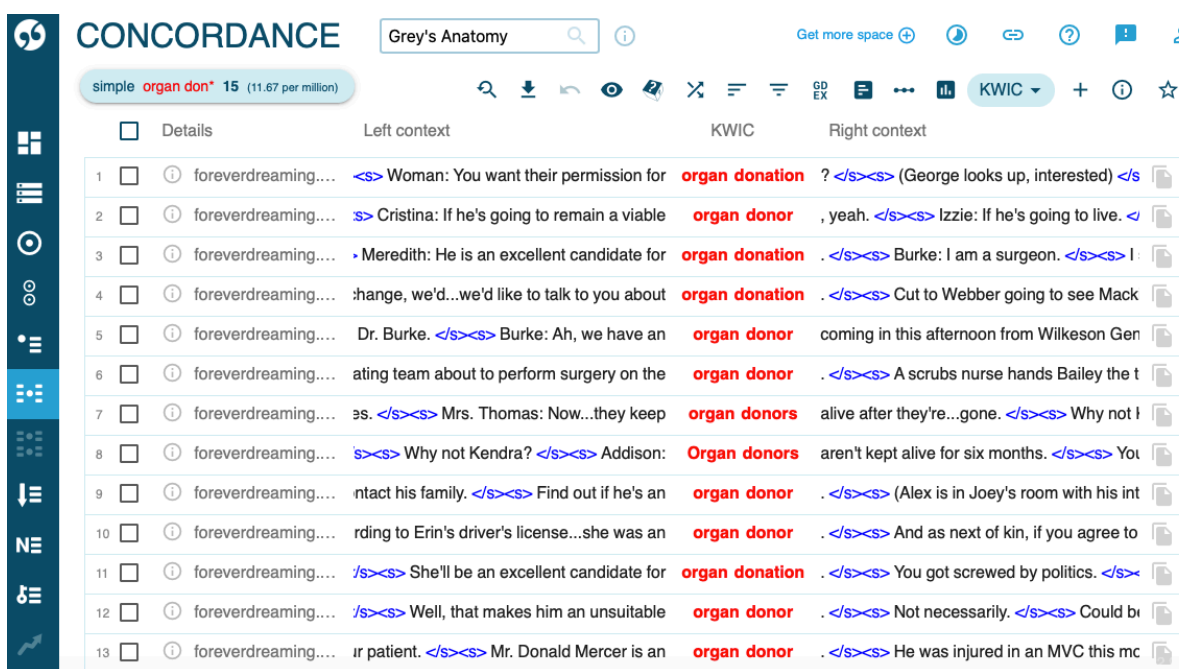 CONCORDANCE Grey's Anatomy Get more space
simple organ don* 15 (11.67 per million) GD EX KWIC
Details Left context KWIC Right context
1 foreverdreaming.... <s> Woman: You want their permission for organ donation ? </s><s> (George looks up, interested) </s
2 foreverdreaming.... s> Cristina: If he's going to remain a viable organ donor , yeah. </s><s> Izzie: If he's going to live. </
3 foreverdreaming.... > Meredith: He is an excellent candidate for organ donation . </s><s> Burke: I am a surgeon. </s><s> I
4 foreverdreaming.... change, we'd...we'd like to talk to you about organ donation . </s><s> Cut to Webber going to see Mack
5 foreverdreaming.... Dr. Burke. </s><s> Burke: Ah, we have an organ donor coming in this afternoon from Wilkeson Gen
6 foreverdreaming.... ating team about to perform surgery on the organ donor . </s><s> A scrubs nurse hands Bailey the t
7 foreverdreaming.... es. </s><s> Mrs. Thomas: Now...they keep organ donors alive after they're...gone. </s><s> Why not
8 foreverdreaming.... s><s> Why not Kendra? </s><s> Addison: Organ donors aren't kept alive for six months. </s><s> You
9 foreverdreaming.... ntact his family. </s><s> Find out if he's an organ donor . </s><s> (Alex is in Joey's room with his int
10 foreverdreaming.... rding to Erin's driver's license...she was an organ donor . </s><s> And as next of kin, if you agree to
11 foreverdreaming.... /s><s> She'll be an excellent candidate for organ donation . </s><s> You got screwed by politics. </s><
12 foreverdreaming.... /s><s> Well, that makes him an unsuitable organ donor . </s><s> Not necessarily. </s><s> Could be
13 foreverdreaming.... ur patient. </s><s> Mr. Donald Mercer is an organ donor . </s><s> He was injured in an MVC this mo